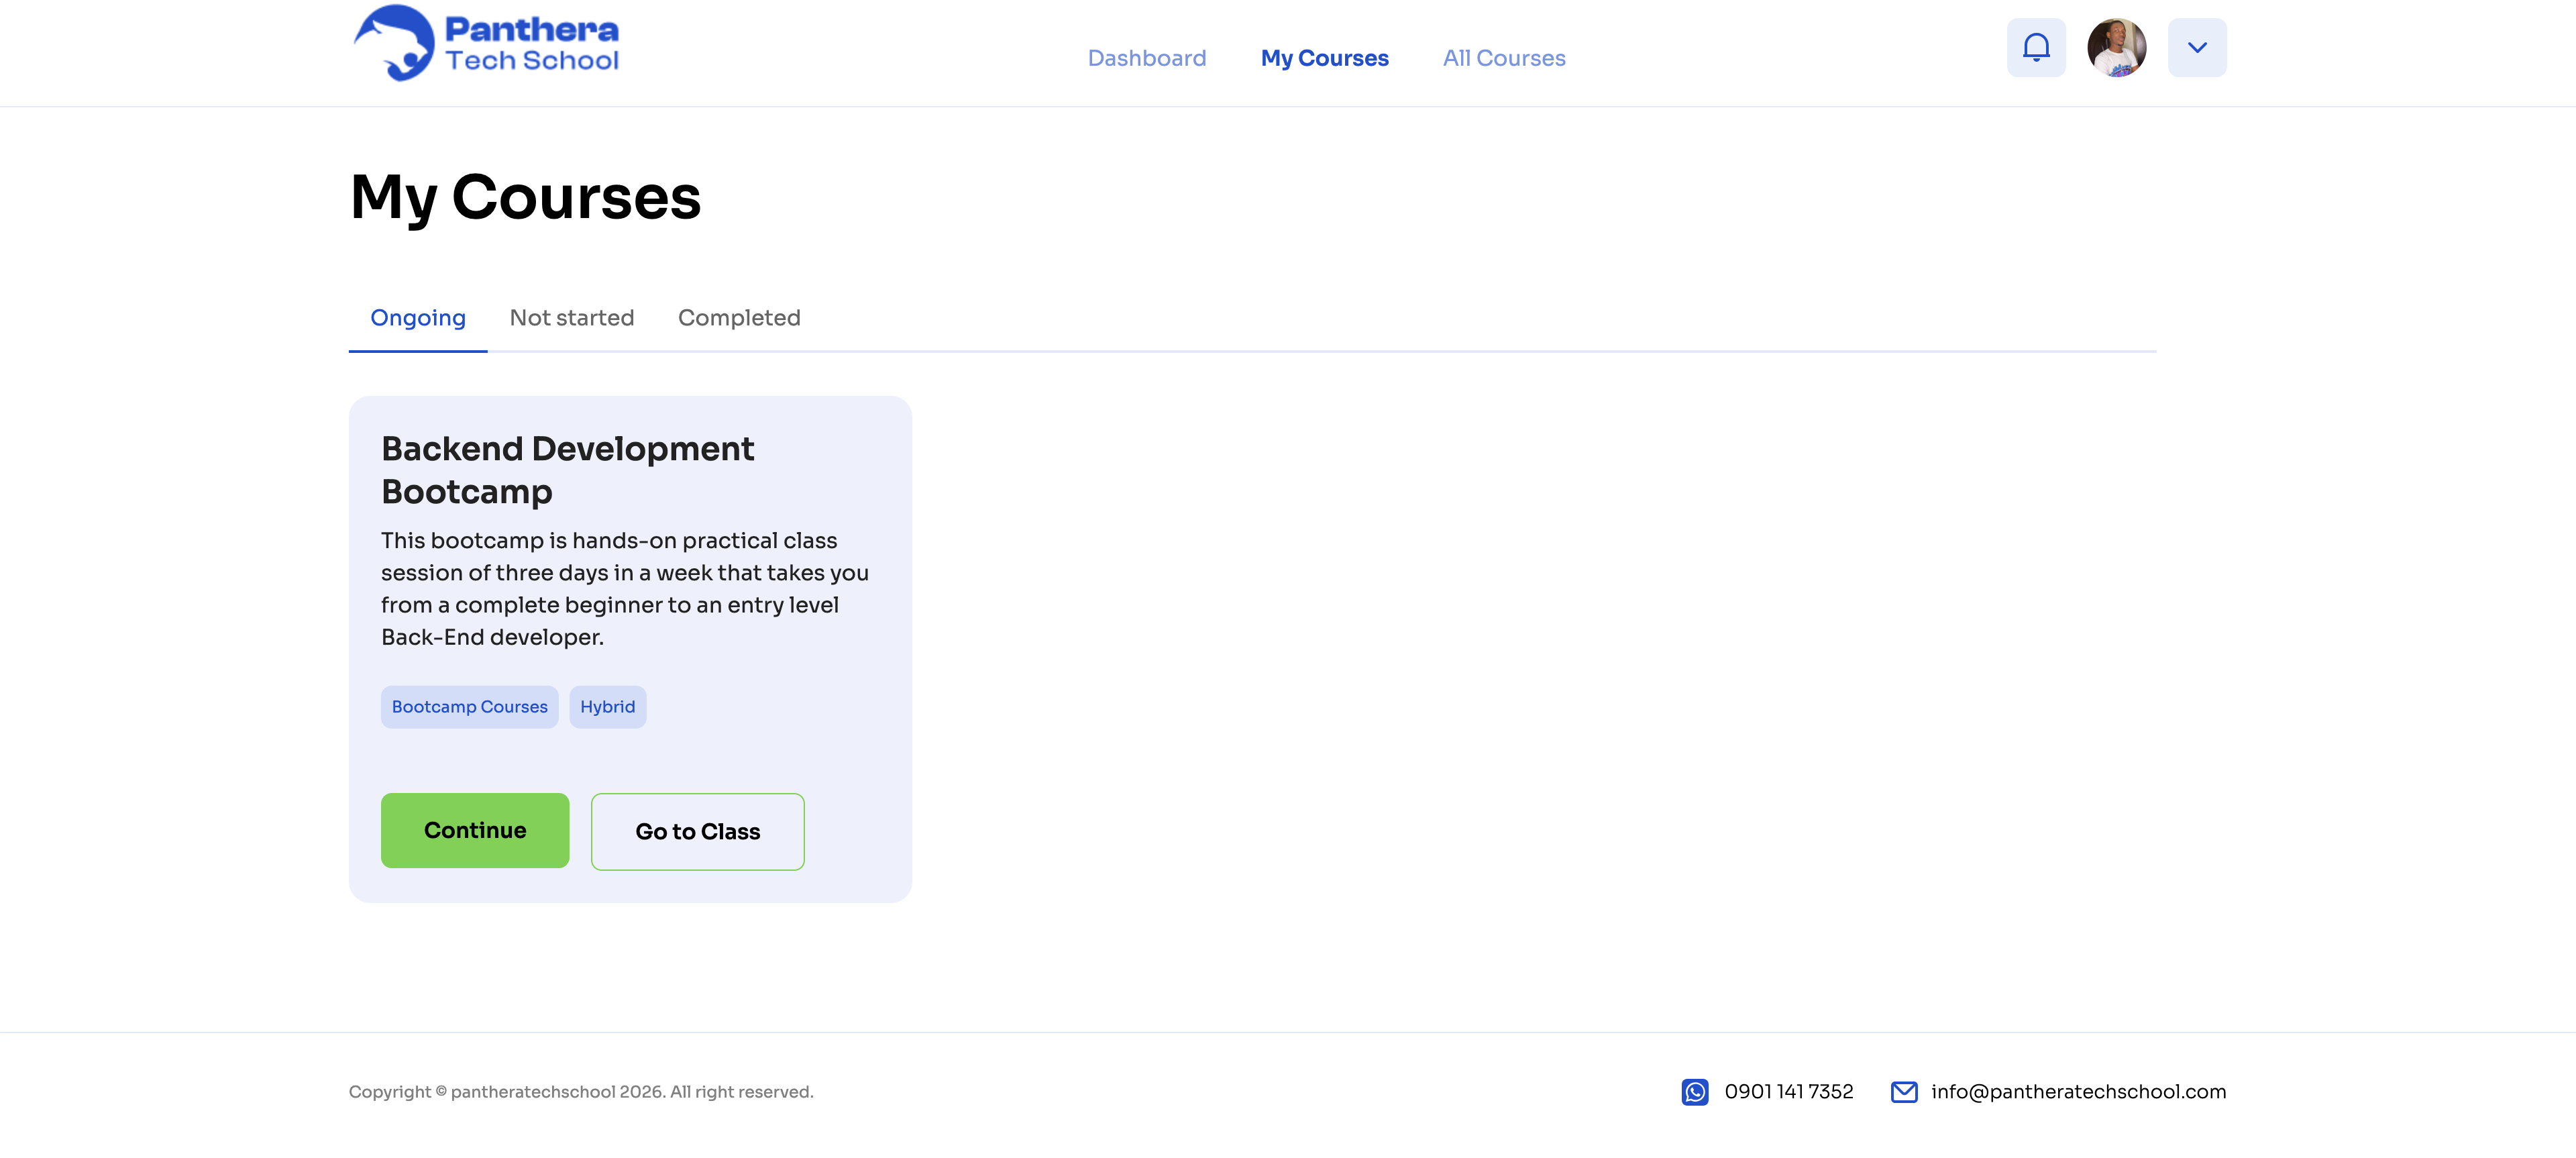 Panthera
Tech School
Dashboard My Courses All Courses
My Courses
Ongoing Not started Completed
Backend Development
Bootcamp
This bootcamp is hands-on practical class
session of three days in a week that takes you
from a complete beginner to an entry level
Back-End developer.
Bootcamp Courses Hybrid
Continue Go to Class
Copyright © pantheratechschool 2026. All right reserved. 0901 141 7352 info@pantheratechschool.com